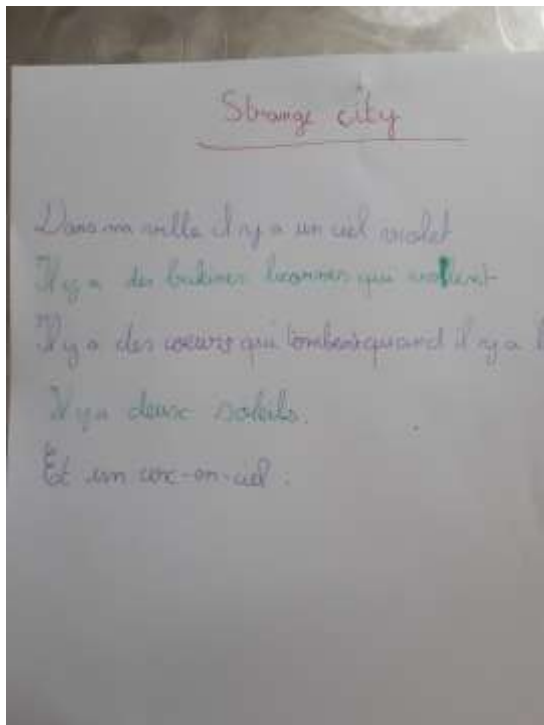 Strange city
Dans ma ville il y a un ciel violet
Il y a des baleines licornes qui volent
Il y a des coeurs qui tombent quand il y a
Il y a deux soleils.
Et un arc-en-ciel.